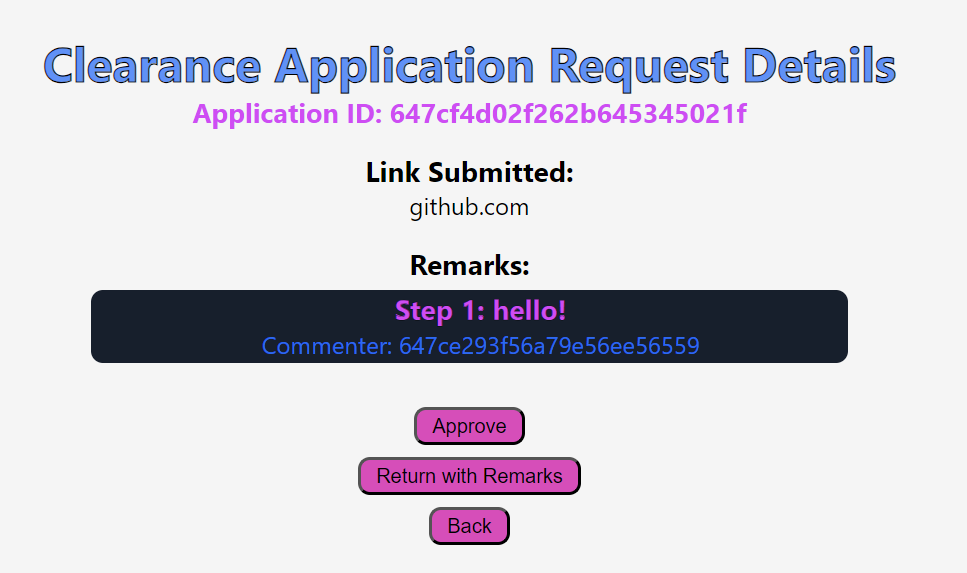 Clearance Application Request Details
Application ID: 647cf4d02f262b645345021f
Link Submitted:
github.com
Remarks:
Step 1: hello!
Commenter: 647ce293f56a79e56ee56559
Approve
Return with Remarks
Back